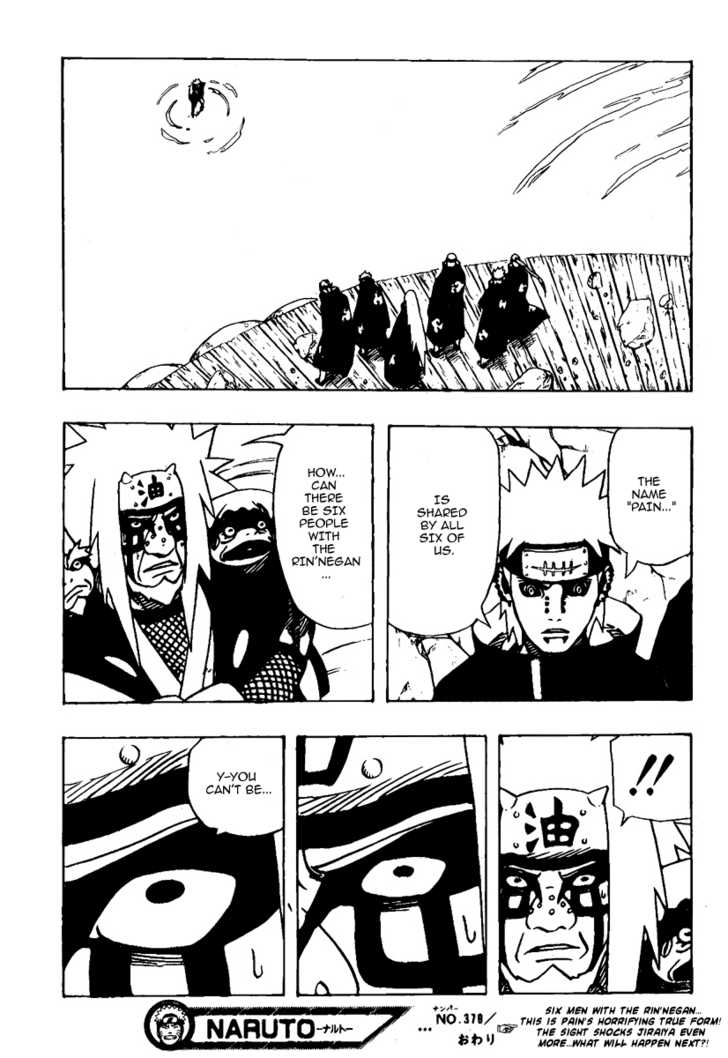 THE
NAME
"PAIN..."
IS
SHARED
BY ALL
SIX OF
US.
HOW...
CAN
THERE
BE SIX
PEOPLE
WITH
THE
RIN'NEGAN
...
油
!!
油
Y-YOU
CAN'T BE...
NARUTO-ナルト-
...
ナンバー
NO.376/
おわり
☞
SIX MEN WITH THE RIN'NEGAN...
THIS IS PAIN'S HORRIFYING TRUE FORM!
THE SIGHT SHOCKS JIRAIYA EVEN
MORE...WHAT WILL HAPPEN NEXT?!